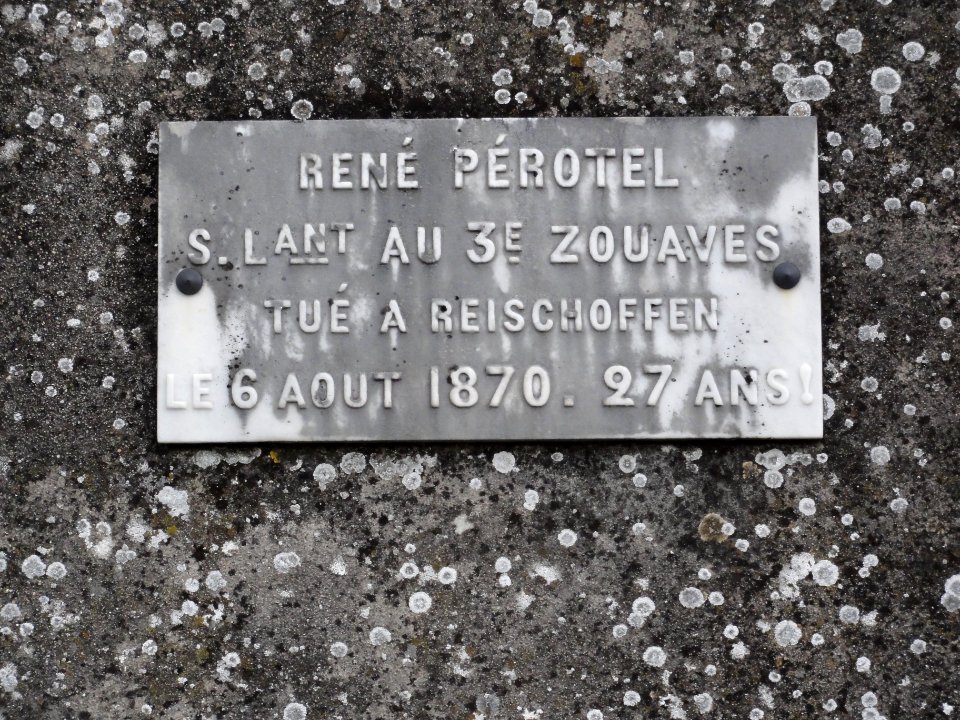 RENÉ PÉROTEL
S. LANT AU 3E ZOUAVES
TUÉ A REISCHOFFEN
LE 6 AOUT 1870. 27 ANS!